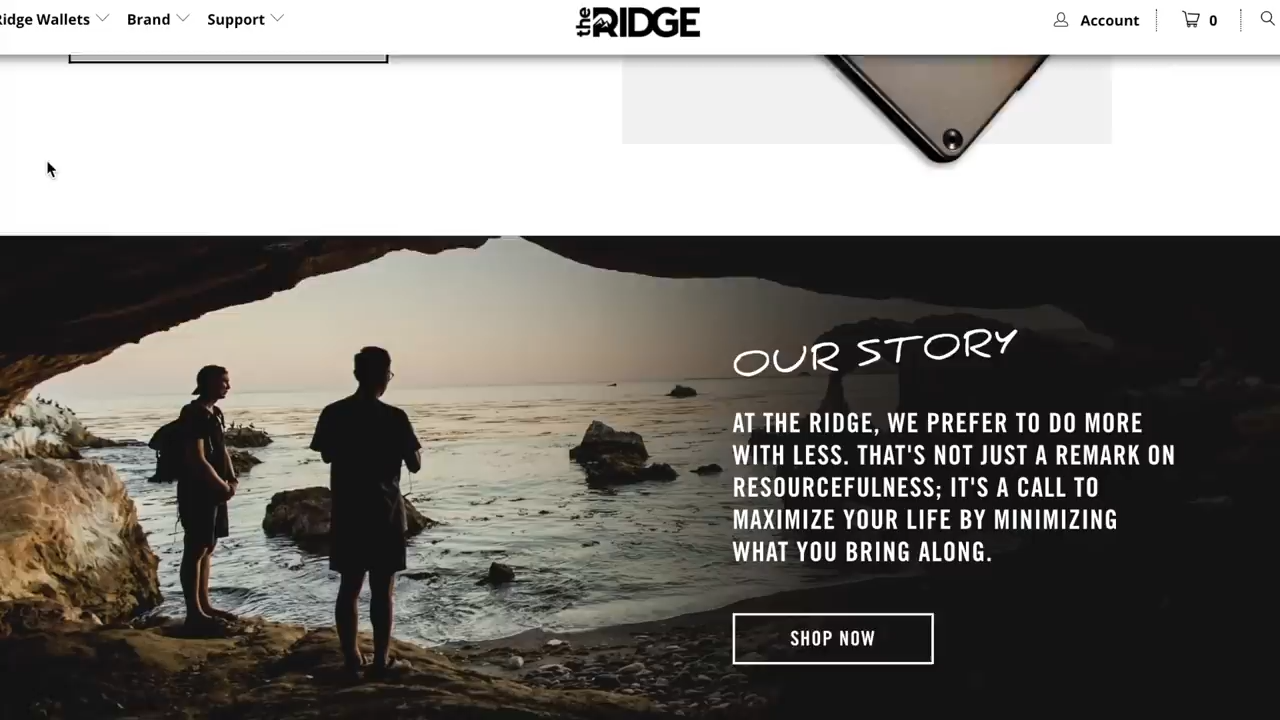 Ridge Wallets
Brand
Support
the RIDGE
Account
0
OUR STORY
AT THE RIDGE, WE PREFER TO DO MORE
WITH LESS. THAT'S NOT JUST A REMARK ON
RESOURCEFULNESS; IT'S A CALL TO
MAXIMIZE YOUR LIFE BY MINIMIZING
WHAT YOU BRING ALONG.
SHOP NOW